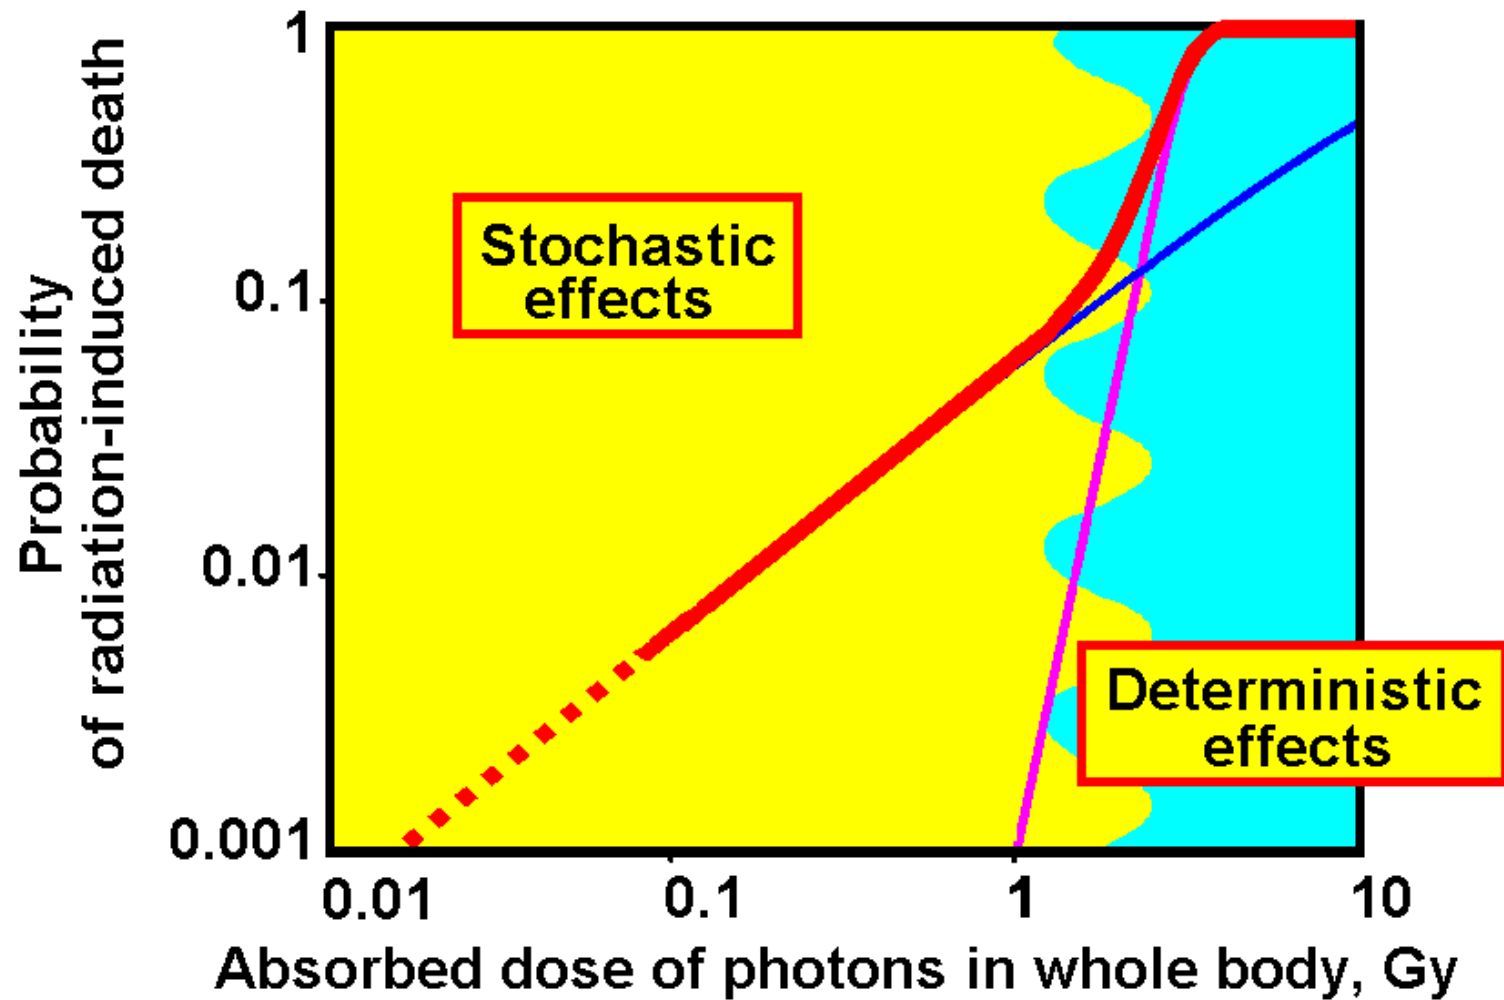 Probability
of radiation-induced death
1
0.1
0.01
0.001
Stochastic
effects
Deterministic
effects
0.01 0.1 1 10
Absorbed dose of photons in whole body, Gy